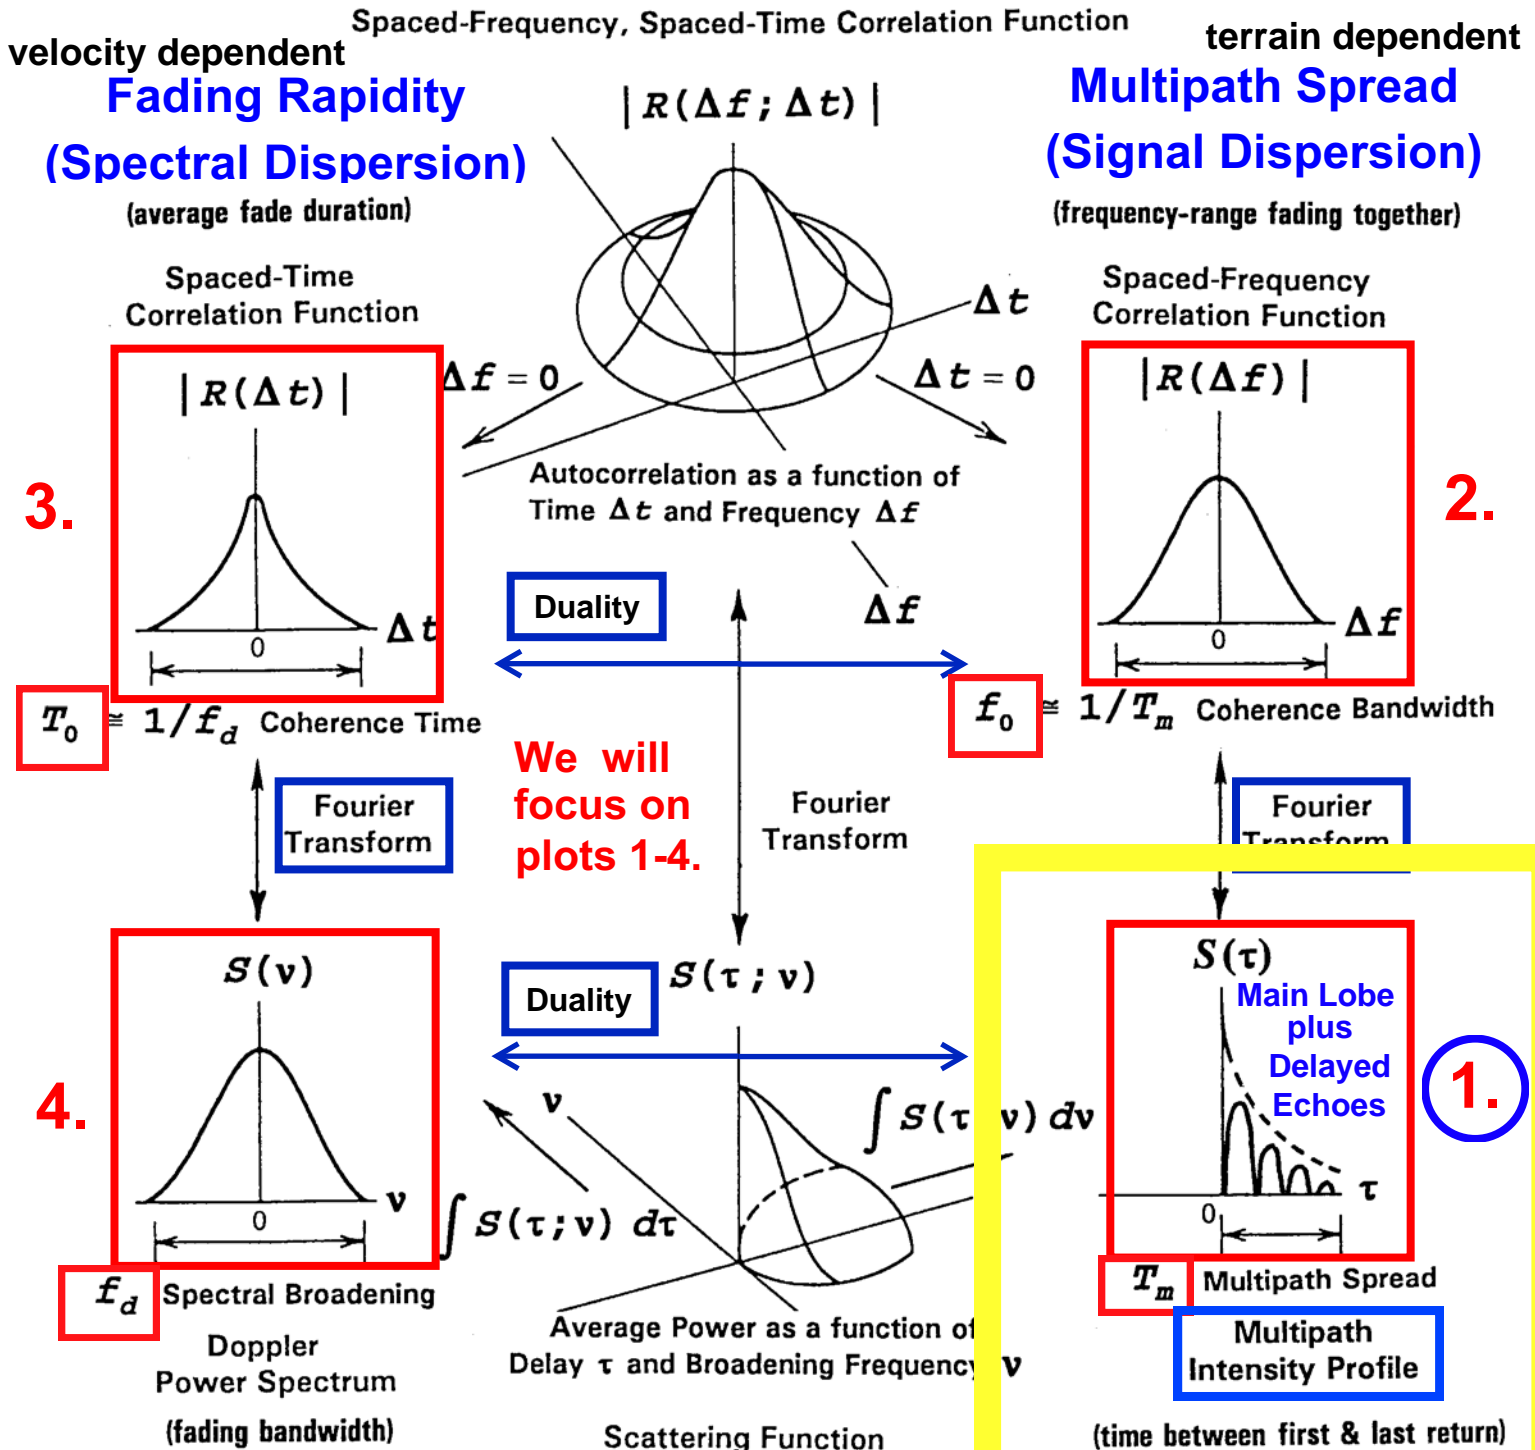 Spaced-Frequency, Spaced-Time Correlation Function
velocity dependent
Fading Rapidity
(Spectral Dispersion)
(average fade duration)
terrain dependent
Multipath Spread
(Signal Dispersion)
(frequency-range fading together)
|R(Δf; Δt)|
Δt
Δf = 0
Δt = 0
Autocorrelation as a function of
Time Δt and Frequency Δf
Δf
Spaced-Time
Correlation Function
|R(Δt)|
3.
Δt
0
T₀ ≅ 1/f_d Coherence Time
Spaced-Frequency
Correlation Function
|R(Δf)|
2.
Δf
0
f₀ ≅ 1/T_m Coherence Bandwidth
Duality
We will
focus on
plots 1-4.
Fourier
Transform
Fourier
Transform
Fourier
Transform
S(ν)
4.
ν
0
f_d Spectral Broadening
Doppler
Power Spectrum
(fading bandwidth)
Duality
S(τ; ν)
ν
∫ S(τ; ν) dτ
∫ S(τ ν) dν
Average Power as a function of
Delay τ and Broadening Frequency ν
Scattering Function
S(τ)
Main Lobe
plus
Delayed
Echoes
1.
τ
0
T_m Multipath Spread
Multipath
Intensity Profile
(time between first & last return)